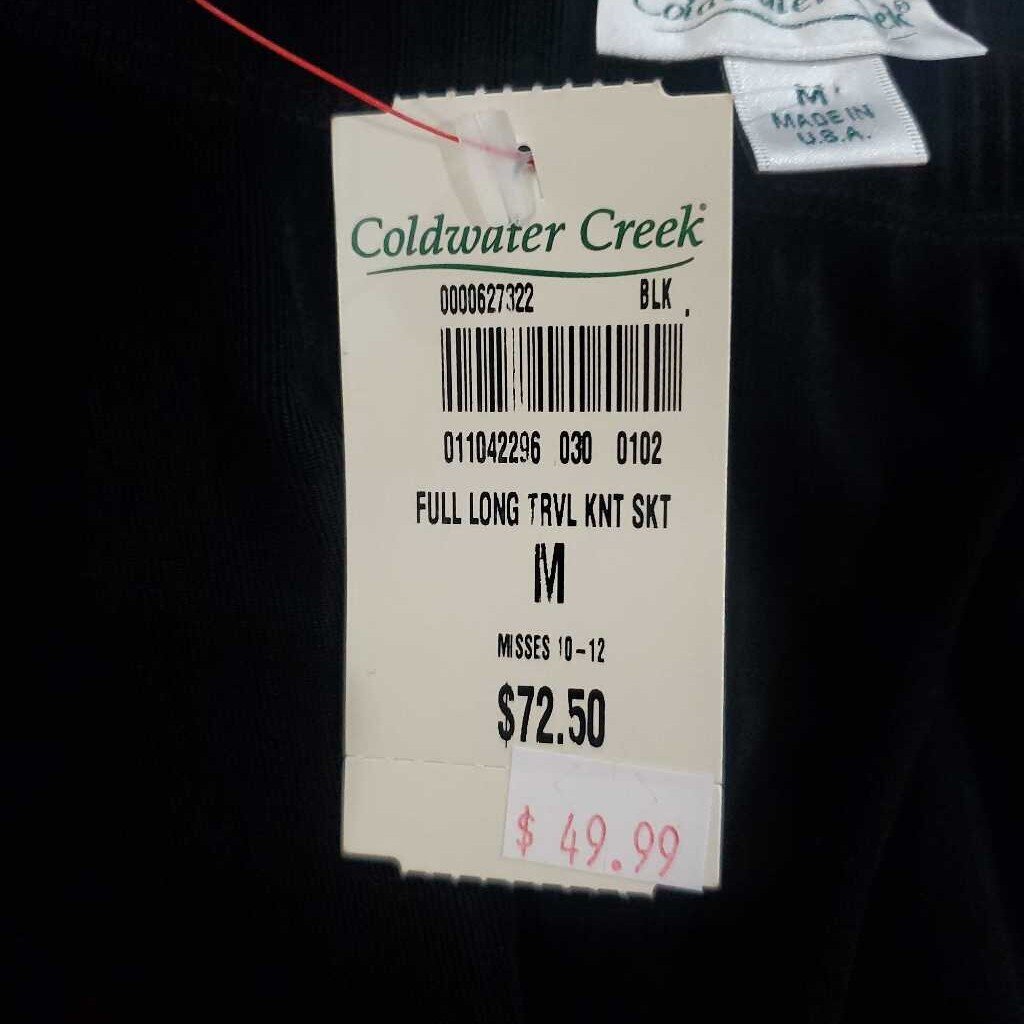 M
MADE IN
U.S.A.
Coldwater Creek®
0000627322 BLK
011042296 030 0102
FULL LONG TRVL KNT SKT
M
MISSES 10-12
$72.50
$ 49.99